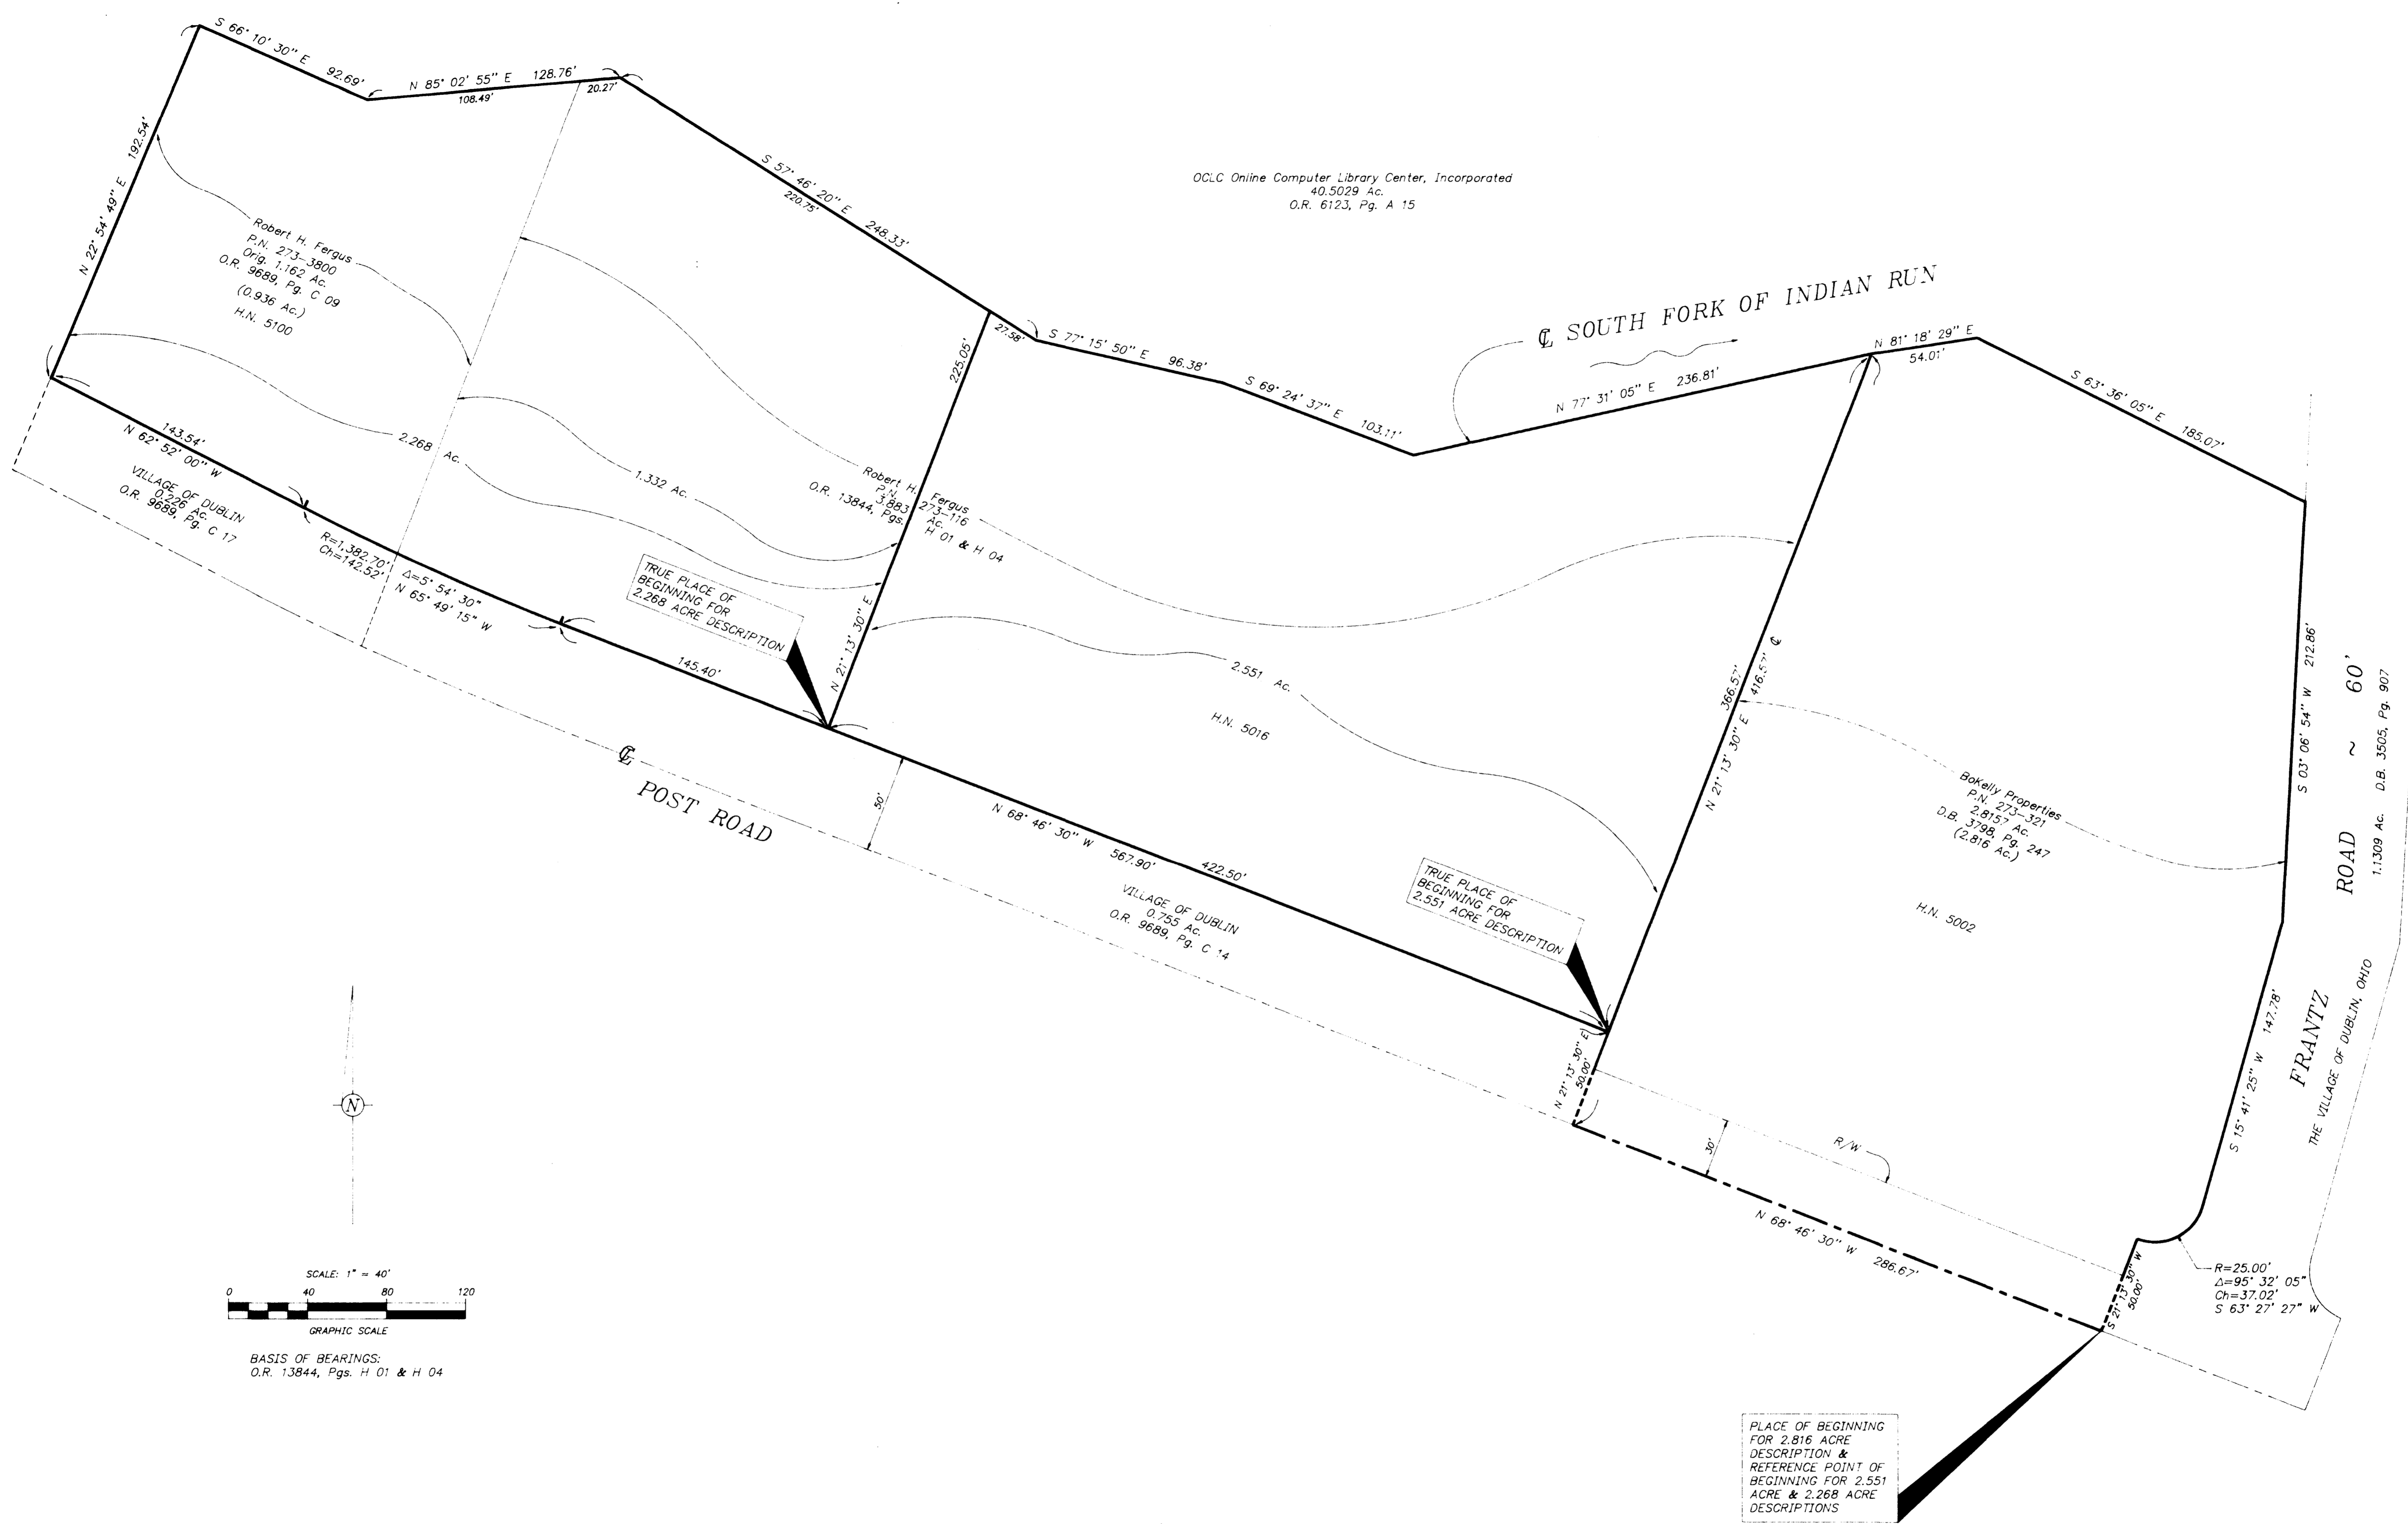 S 66° 10' 30" E 92.69'
N 85° 02' 55" E 128.76'
108.49'
20.27'
S 57° 46' 20" E 248.33'
220.75'
27.58'
OCLC Online Computer Library Center, Incorporated
40.5029 Ac.
O.R. 6123, Pg. A 15
℄ SOUTH FORK OF INDIAN RUN
S 77° 15' 50" E 96.38'
S 69° 24' 37" E 103.11'
N 77° 31' 05" E 236.81'
N 81° 18' 29" E
54.01'
S 63° 36' 05" E 185.07'
N 22° 54' 49" E 192.54'
Robert H. Fergus
P.N. 273-3800
Orig. 1.162 Ac.
O.R. 9689, Pg. C 09
(0.936 Ac.)
H.N. 5100
143.54'
N 62° 52' 00" W
VILLAGE OF DUBLIN
0.226 Ac.
O.R. 9689, Pg. C 17
2.268 Ac.
1.332 Ac.
R=1,382.70' Δ=5° 54' 30"
Ch=142.52' N 65° 49' 15" W
225.05'
N 21° 13' 30" E
Robert H. Fergus
P.N. 273-116
3.883 Ac.
O.R. 13844, Pgs. H 01 & H 04
TRUE PLACE OF
BEGINNING FOR
2.268 ACRE DESCRIPTION
145.40'
℄
POST ROAD
50'
2.551 Ac.
H.N. 5016
N 68° 46' 30" W 567.90'
422.50'
VILLAGE OF DUBLIN
0.755 Ac.
O.R. 9689, Pg. C 14
TRUE PLACE OF
BEGINNING FOR
2.551 ACRE DESCRIPTION
366.57'
N 21° 13' 30" E 416.57' ℄
BoKelly Properties
P.N. 273-321
2.8157 Ac.
D.B. 3798, Pg. 247
(2.816 Ac.)
H.N. 5002
S 03° 06' 54" W 212.86'
FRANTZ ROAD ~ 60'
THE VILLAGE OF DUBLIN, OHIO 1.1309 Ac. D.B. 3505, Pg. 907
S 15° 41' 25" W 147.78'
N 21° 13' 30" E
50.00'
30'
R/W
N 68° 46' 30" W 286.67'
S 21° 13' 30" W
50.00'
R=25.00'
Δ=95° 32' 05"
Ch=37.02'
S 63° 27' 27" W
N
SCALE: 1" = 40'
0 40 80 120
GRAPHIC SCALE
BASIS OF BEARINGS:
O.R. 13844, Pgs. H 01 & H 04
PLACE OF BEGINNING
FOR 2.816 ACRE
DESCRIPTION &
REFERENCE POINT OF
BEGINNING FOR 2.551
ACRE & 2.268 ACRE
DESCRIPTIONS